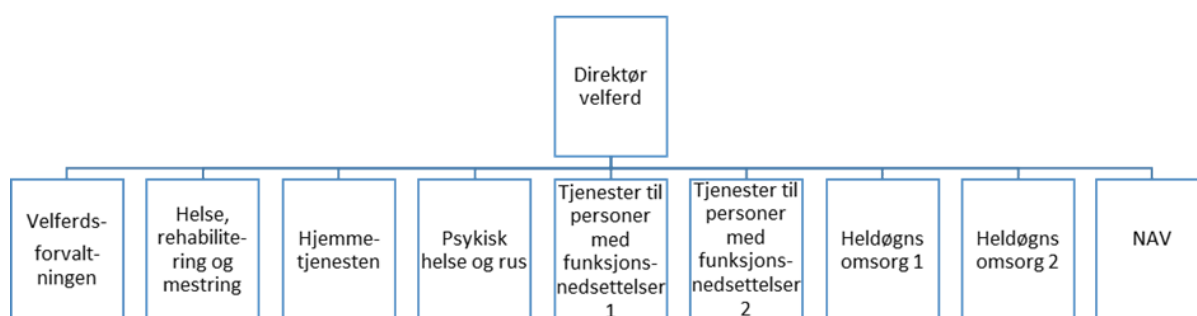 Direktør
velferd
Velferds-
forvalt-
ningen
Helse,
rehabilite-
ring og
mestring
Hjemme-
tjenesten
Psykisk
helse og rus
Tjenester til
personer
med
funksjons-
nedsettelser
1
Tjenester til
personer
med
funksjons-
nedsettelser
2
Heldøgns
omsorg 1
Heldøgns
omsorg 2
NAV